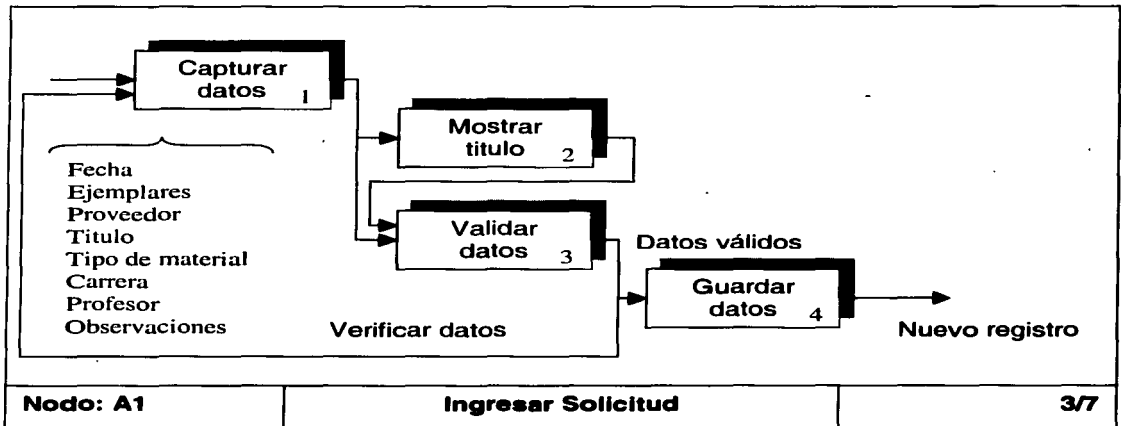 Capturar
datos 1
Mostrar
titulo 2
Fecha
Ejemplares
Proveedor
Titulo
Tipo de material
Carrera
Profesor
Observaciones
Validar
datos 3
Datos válidos
Guardar
datos 4
Verificar datos
Nuevo registro
Nodo: A1
Ingresar Solicitud
3/7